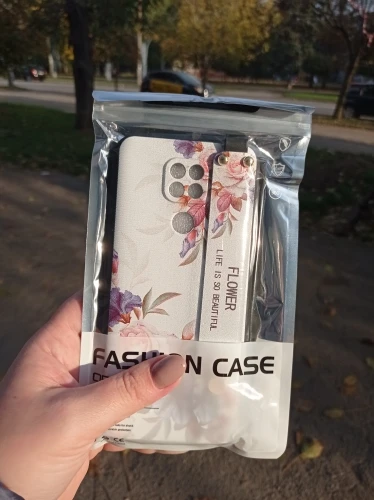 FLOWER
LIFE IS SO BEAUTIFUL
FASHION CASE